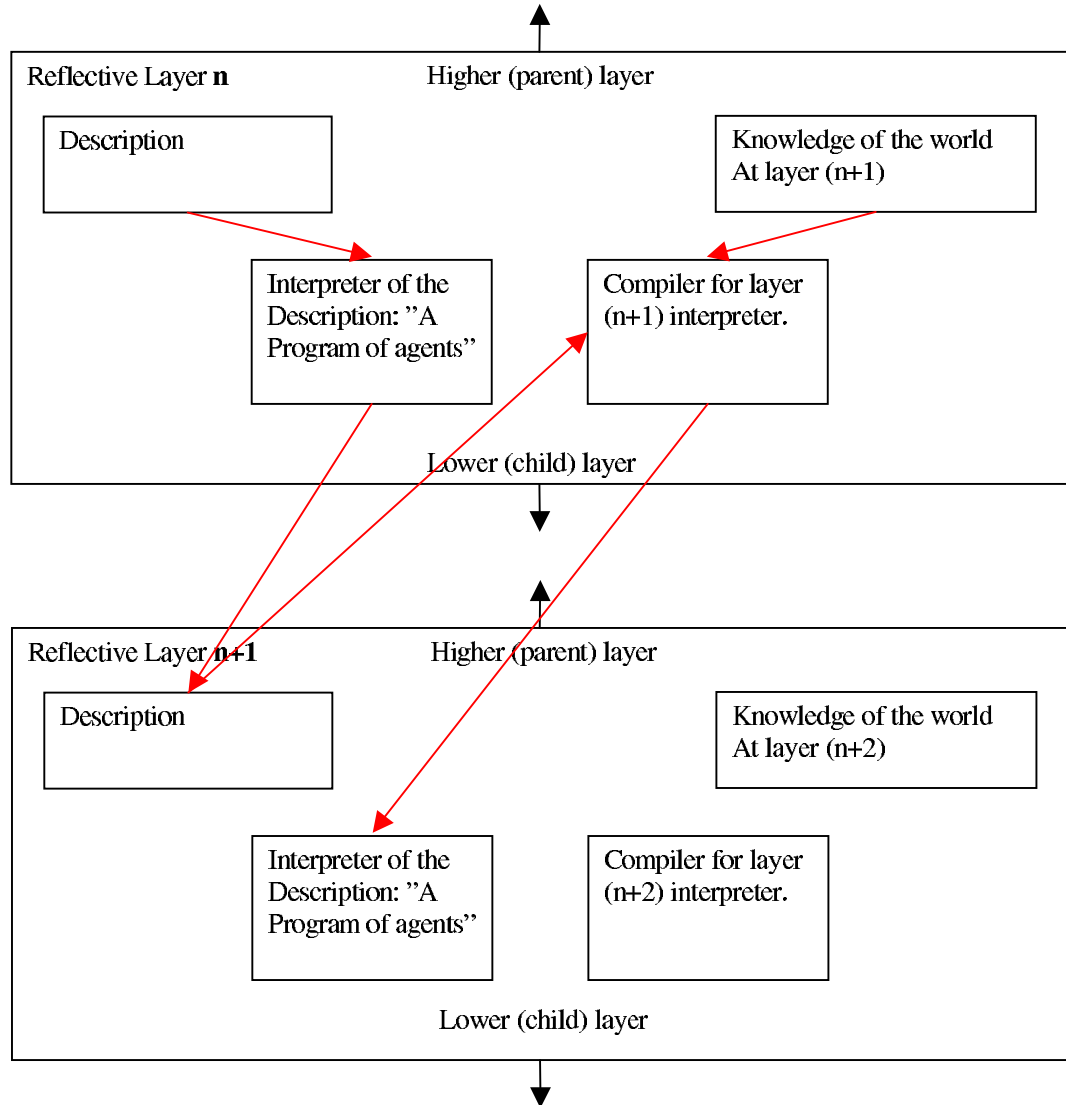 Reflective Layer n
Higher (parent) layer
Description
Knowledge of the world
At layer (n+1)
Interpreter of the
Description: ”A
Program of agents”
Compiler for layer
(n+1) interpreter.
Lower (child) layer
Reflective Layer n+1
Higher (parent) layer
Description
Knowledge of the world
At layer (n+2)
Interpreter of the
Description: ”A
Program of agents”
Compiler for layer
(n+2) interpreter.
Lower (child) layer